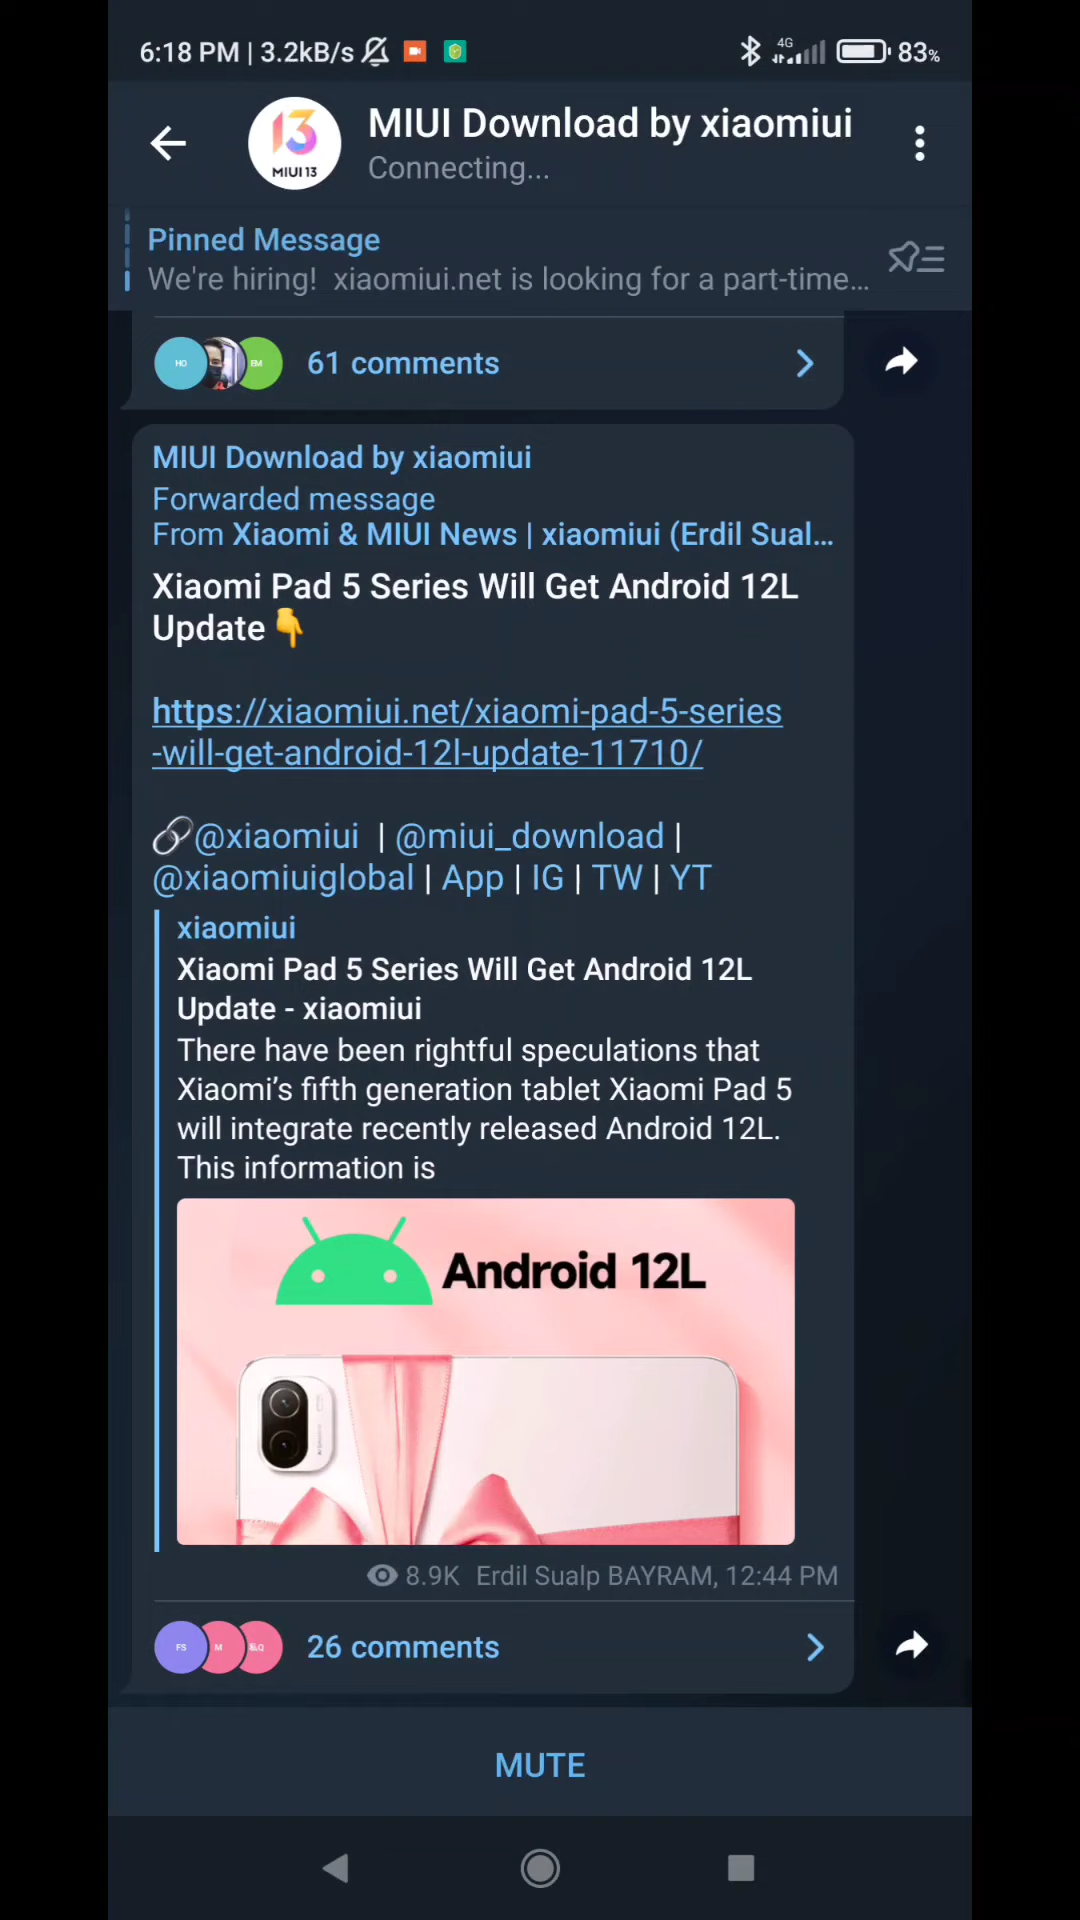 6:18 PM | 3.2kB/s
4G
83%
13
MIUI 13
MIUI Download by xiaomiui
Connecting...
Pinned Message
We're hiring!  xiaomiui.net is looking for a part-time...
HO
EM
61 comments
MIUI Download by xiaomiui
Forwarded message
From Xiaomi & MIUI News | xiaomiui (Erdil Sual...
Xiaomi Pad 5 Series Will Get Android 12L
Update👇
https://xiaomiui.net/xiaomi-pad-5-series
-will-get-android-12l-update-11710/
🔗@xiaomiui | @miui_download |
@xiaomiuiglobal | App | IG | TW | YT
xiaomiui
Xiaomi Pad 5 Series Will Get Android 12L
Update - xiaomiui
There have been rightful speculations that
Xiaomi’s fifth generation tablet Xiaomi Pad 5
will integrate recently released Android 12L.
This information is
Android 12L
8.9K Erdil Sualp BAYRAM, 12:44 PM
FS
M
26 comments
MUTE